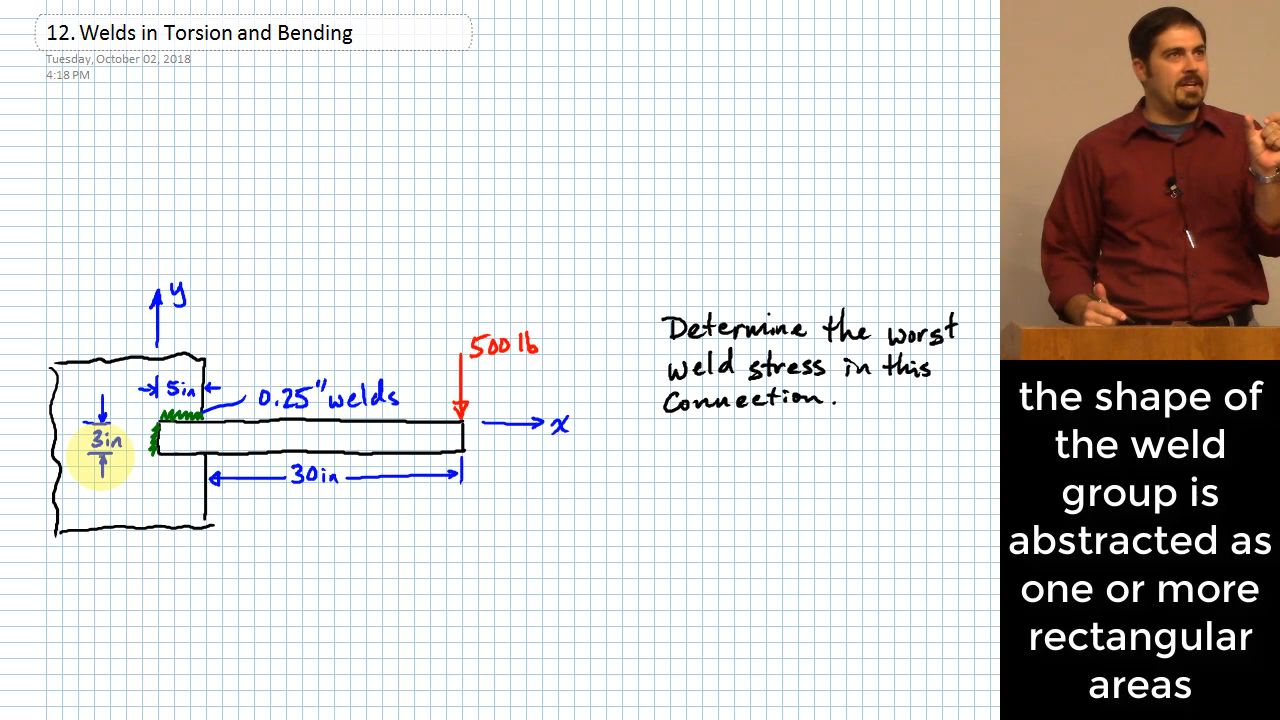 12. Welds in Torsion and Bending
Tuesday, October 02, 2018
4:18 PM
y
500 lb
5in
0.25" welds
x
3in
30in
Determine the worst
weld stress in this
connection.
the shape of
the weld
group is
abstracted as
one or more
rectangular
areas